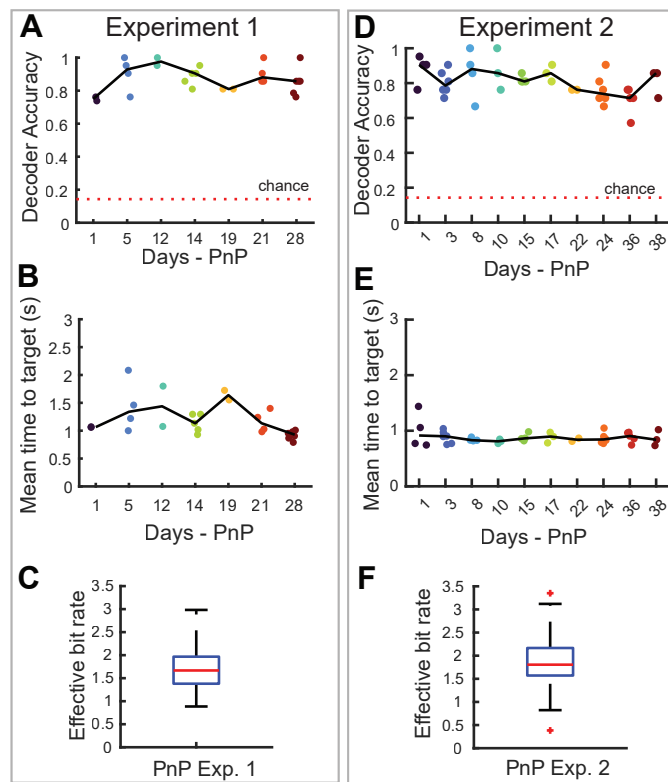 A
Experiment 1
Decoder Accuracy
1
0.8
0.6
0.4
0.2
0
chance
1 5 12 14 19 21 28
Days - PnP
B
Mean time to target (s)
3
2.5
2
1.5
1
0.5
0
1 5 12 14 19 21 28
Days - PnP
C
Effective bit rate
3.5
3
2.5
2
1.5
1
0.5
0
PnP Exp. 1
D
Experiment 2
Decoder Accuracy
1
0.8
0.6
0.4
0.2
0
chance
1 3 8 10 15 17 22 24 36 38
Days - PnP
E
Mean time to target (s)
3
2.5
2
1.5
1
0.5
0
1 3 8 10 15 17 22 24 36 38
Days - PnP
F
Effective bit rate
3.5
3
2.5
2
1.5
1
0.5
0
PnP Exp. 2